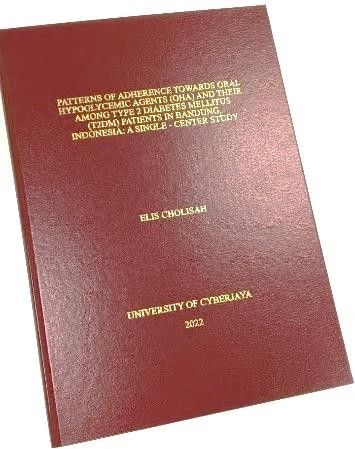 PATTERNS OF ADHERENCE TOWARDS ORAL
HYPOGLYCEMIC AGENTS (OHA) AND THEIR
AMONG TYPE 2 DIABETES MELLITUS
(T2DM) PATIENTS IN BANDUNG,
INDONESIA: A SINGLE - CENTER STUDY
ELIS CHOLISAH
UNIVERSITY OF CYBERJAYA
2022